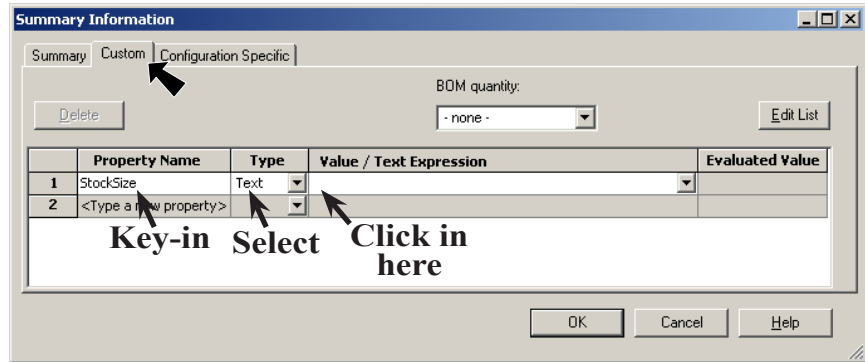 Summary Information
Summary Custom Configuration Specific
BOM quantity:
Delete - none - Edit List
Property Name Type Value / Text Expression Evaluated Value
1 StockSize Text
2 <Type a new property>
Key-in Select Click in
here
OK Cancel Help